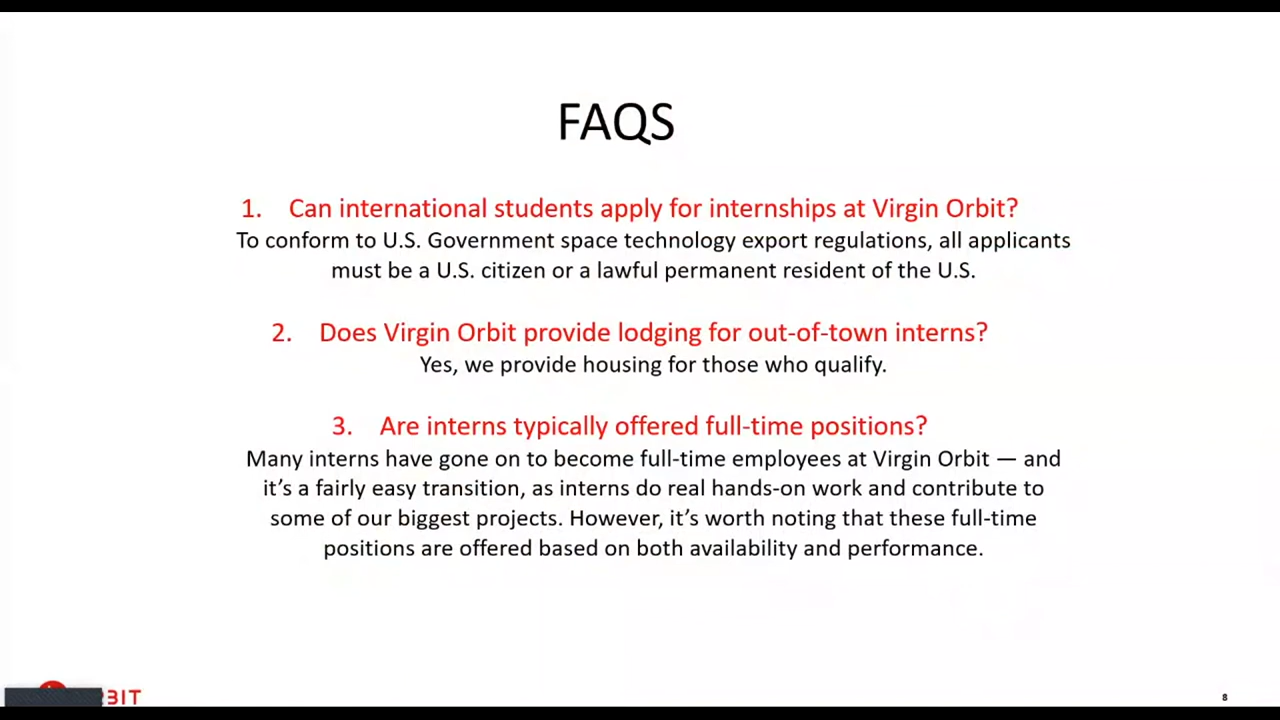 FAQS
1. Can international students apply for internships at Virgin Orbit?
To conform to U.S. Government space technology export regulations, all applicants
must be a U.S. citizen or a lawful permanent resident of the U.S.
2. Does Virgin Orbit provide lodging for out-of-town interns?
Yes, we provide housing for those who qualify.
3. Are interns typically offered full-time positions?
Many interns have gone on to become full-time employees at Virgin Orbit — and
it’s a fairly easy transition, as interns do real hands-on work and contribute to
some of our biggest projects. However, it’s worth noting that these full-time
positions are offered based on both availability and performance.
8